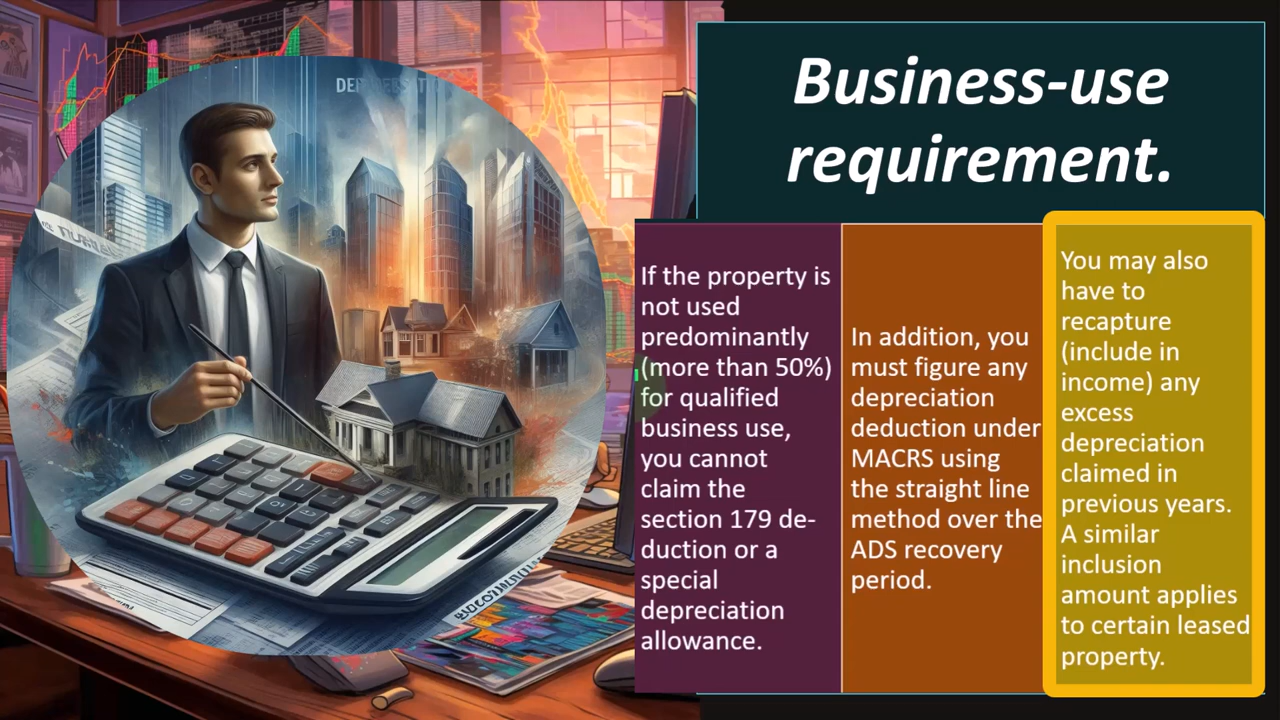 Business-use
requirement.
If the property is
not used
predominantly
(more than 50%)
for qualified
business use,
you cannot
claim the
section 179 de-
duction or a
special
depreciation
allowance.
In addition, you
must figure any
depreciation
deduction under
MACRS using
the straight line
method over the
ADS recovery
period.
You may also
have to
recapture
(include in
income) any
excess
depreciation
claimed in
previous years.
A similar
inclusion
amount applies
to certain leased
property.